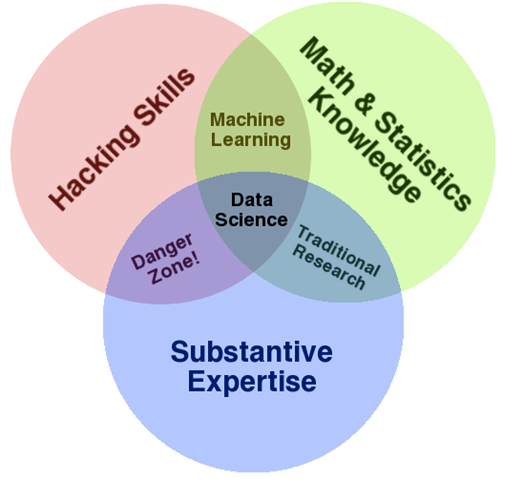 Hacking Skills
Math & Statistics
Knowledge
Machine
Learning
Data
Science
Danger
Zone!
Traditional
Research
Substantive
Expertise